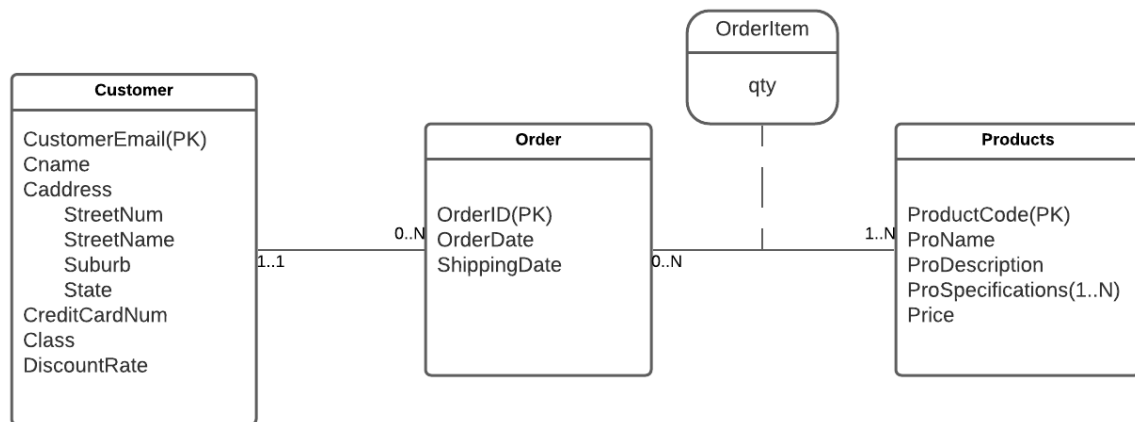 OrderItem
qty
Customer
CustomerEmail(PK)
Cname
Caddress
StreetNum
StreetName
Suburb
State
CreditCardNum
Class
DiscountRate
1..1
0..N
Order
OrderID(PK)
OrderDate
ShippingDate
0..N
1..N
Products
ProductCode(PK)
ProName
ProDescription
ProSpecifications(1..N)
Price